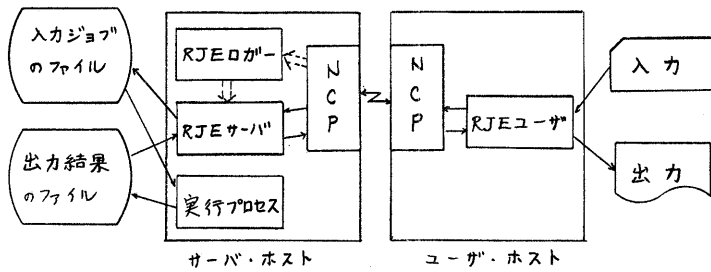 入力ジョブ
のファイル
出力結果
のファイル
RJEロガー
RJEサーバ
実行プロセス
NCP
サーバ・ホスト
NCP
RJEユーザ
ユーザ・ホスト
入力
出力